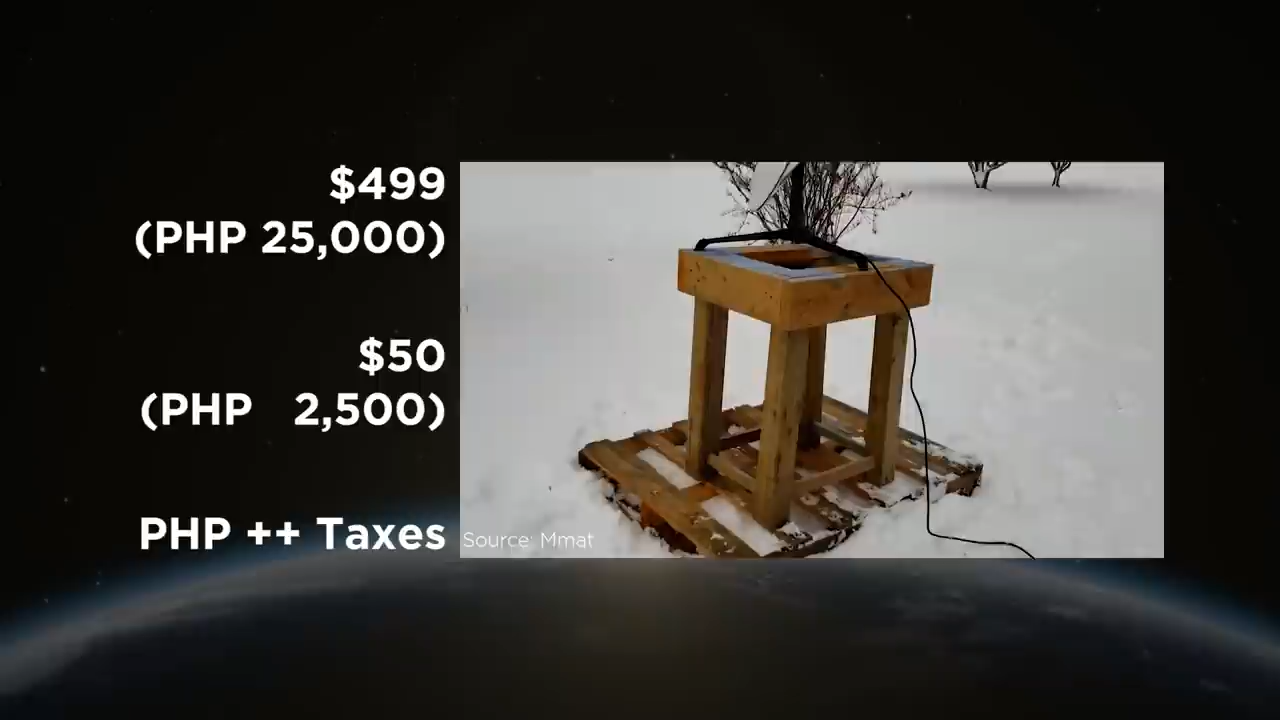 $499
(PHP 25,000)
$50
(PHP 2,500)
PHP ++ Taxes
Source: Mmat